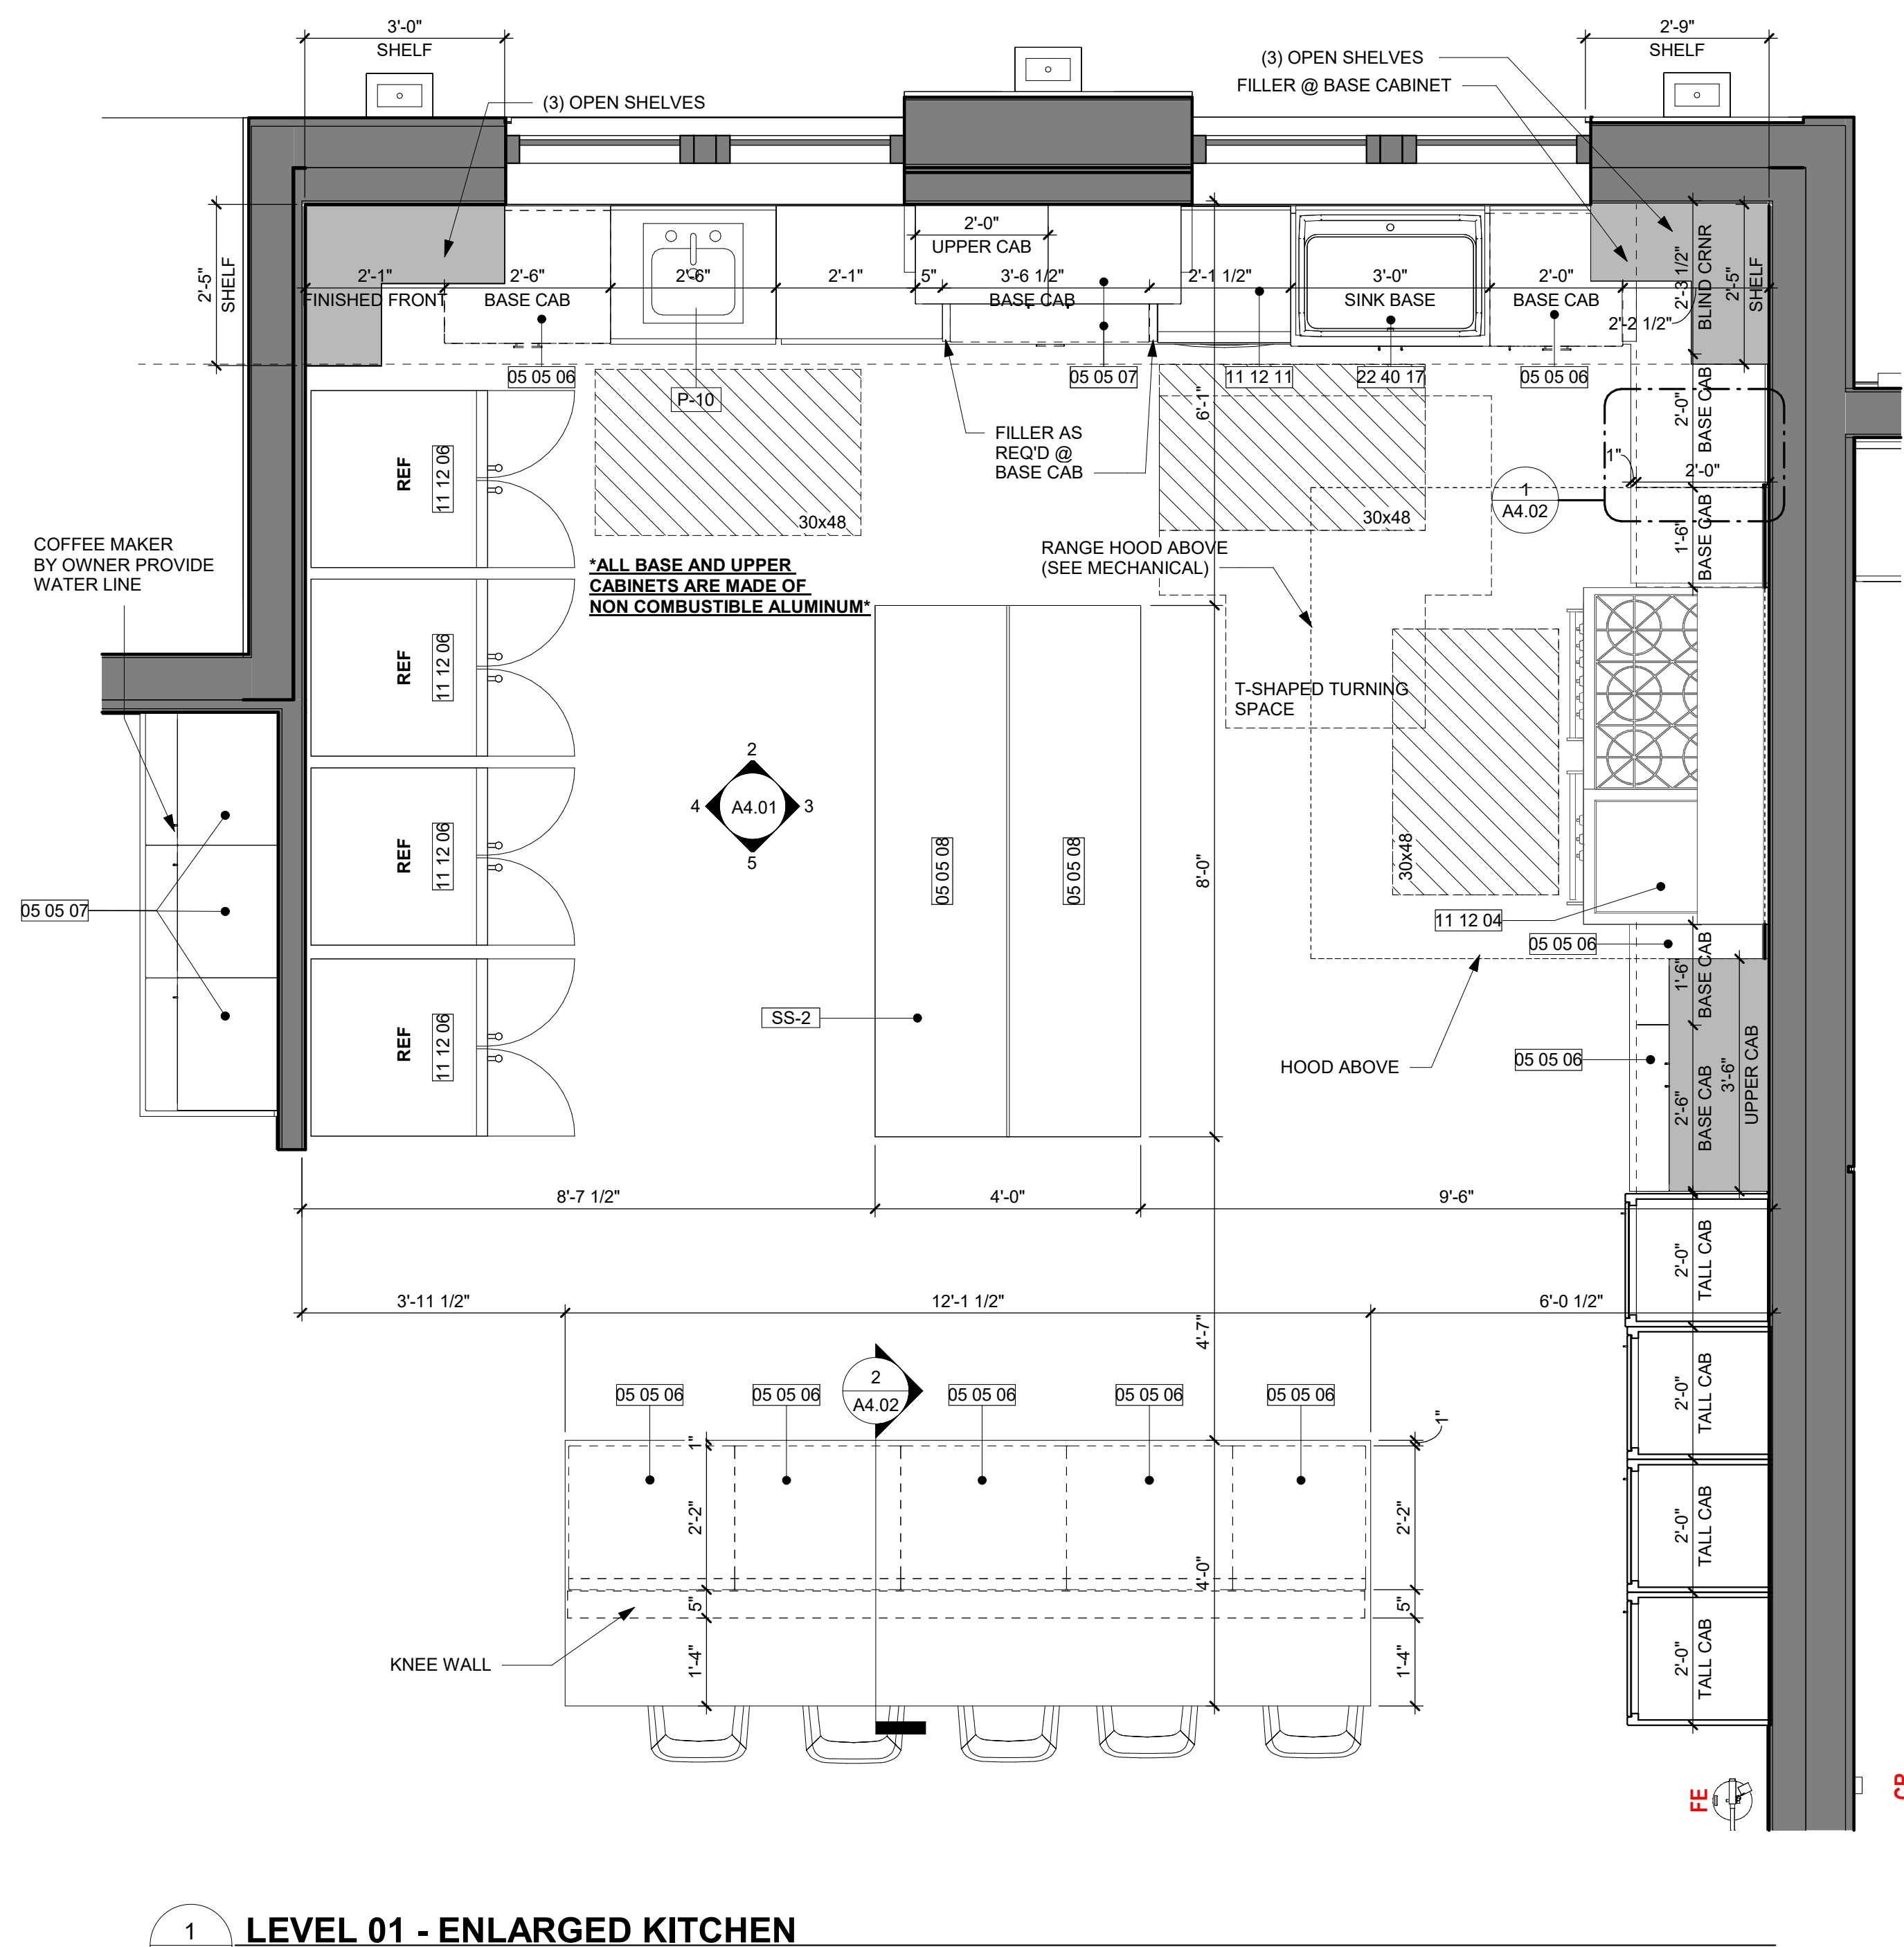 3'-0"
SHELF
2'-9"
SHELF
(3) OPEN SHELVES
FILLER @ BASE CABINET
(3) OPEN SHELVES
2'-0"
UPPER CAB
2'-5"
SHELF
2'-1"
FINISHED FRONT
2'-6"
BASE CAB
2'-6"
2'-1"
5"
3'-6 1/2"
BASE CAB
2'-1 1/2"
3'-0"
SINK BASE
2'-0"
BASE CAB
2'-2 1/2"
2'-3 1/2"
BLIND CRNR
2'-5"
SHELF
05 05 06
P-10
05 05 07
11 12 11
22 40 17
05 05 06
6'-1"
2'-0"
BASE CAB
FILLER AS
REQ'D @
BASE CAB
REF
11 12 06
30x48
30x48
1
A4.02
1"
2'-0"
1'-6"
BASE CAB
COFFEE MAKER
BY OWNER PROVIDE
WATER LINE
*ALL BASE AND UPPER
CABINETS ARE MADE OF
NON COMBUSTIBLE ALUMINUM*
RANGE HOOD ABOVE
(SEE MECHANICAL)
REF
11 12 06
T-SHAPED TURNING
SPACE
2
4
A4.01
3
5
REF
11 12 06
05 05 08
05 05 08
8'-0"
30x48
05 05 07
11 12 04
05 05 06
1'-6"
BASE CAB
SS-2
REF
11 12 06
HOOD ABOVE
05 05 06
2'-6"
BASE CAB
3'-6"
UPPER CAB
8'-7 1/2"
4'-0"
9'-6"
2'-0"
TALL CAB
3'-11 1/2"
12'-1 1/2"
6'-0 1/2"
4'-7"
2'-0"
TALL CAB
05 05 06
05 05 06
2
A4.02
05 05 06
05 05 06
05 05 06
1"
1"
2'-2"
2'-2"
2'-0"
TALL CAB
4'-0"
5"
5"
KNEE WALL
1'-4"
1'-4"
2'-0"
TALL CAB
FE
1
LEVEL 01 - ENLARGED KITCHEN